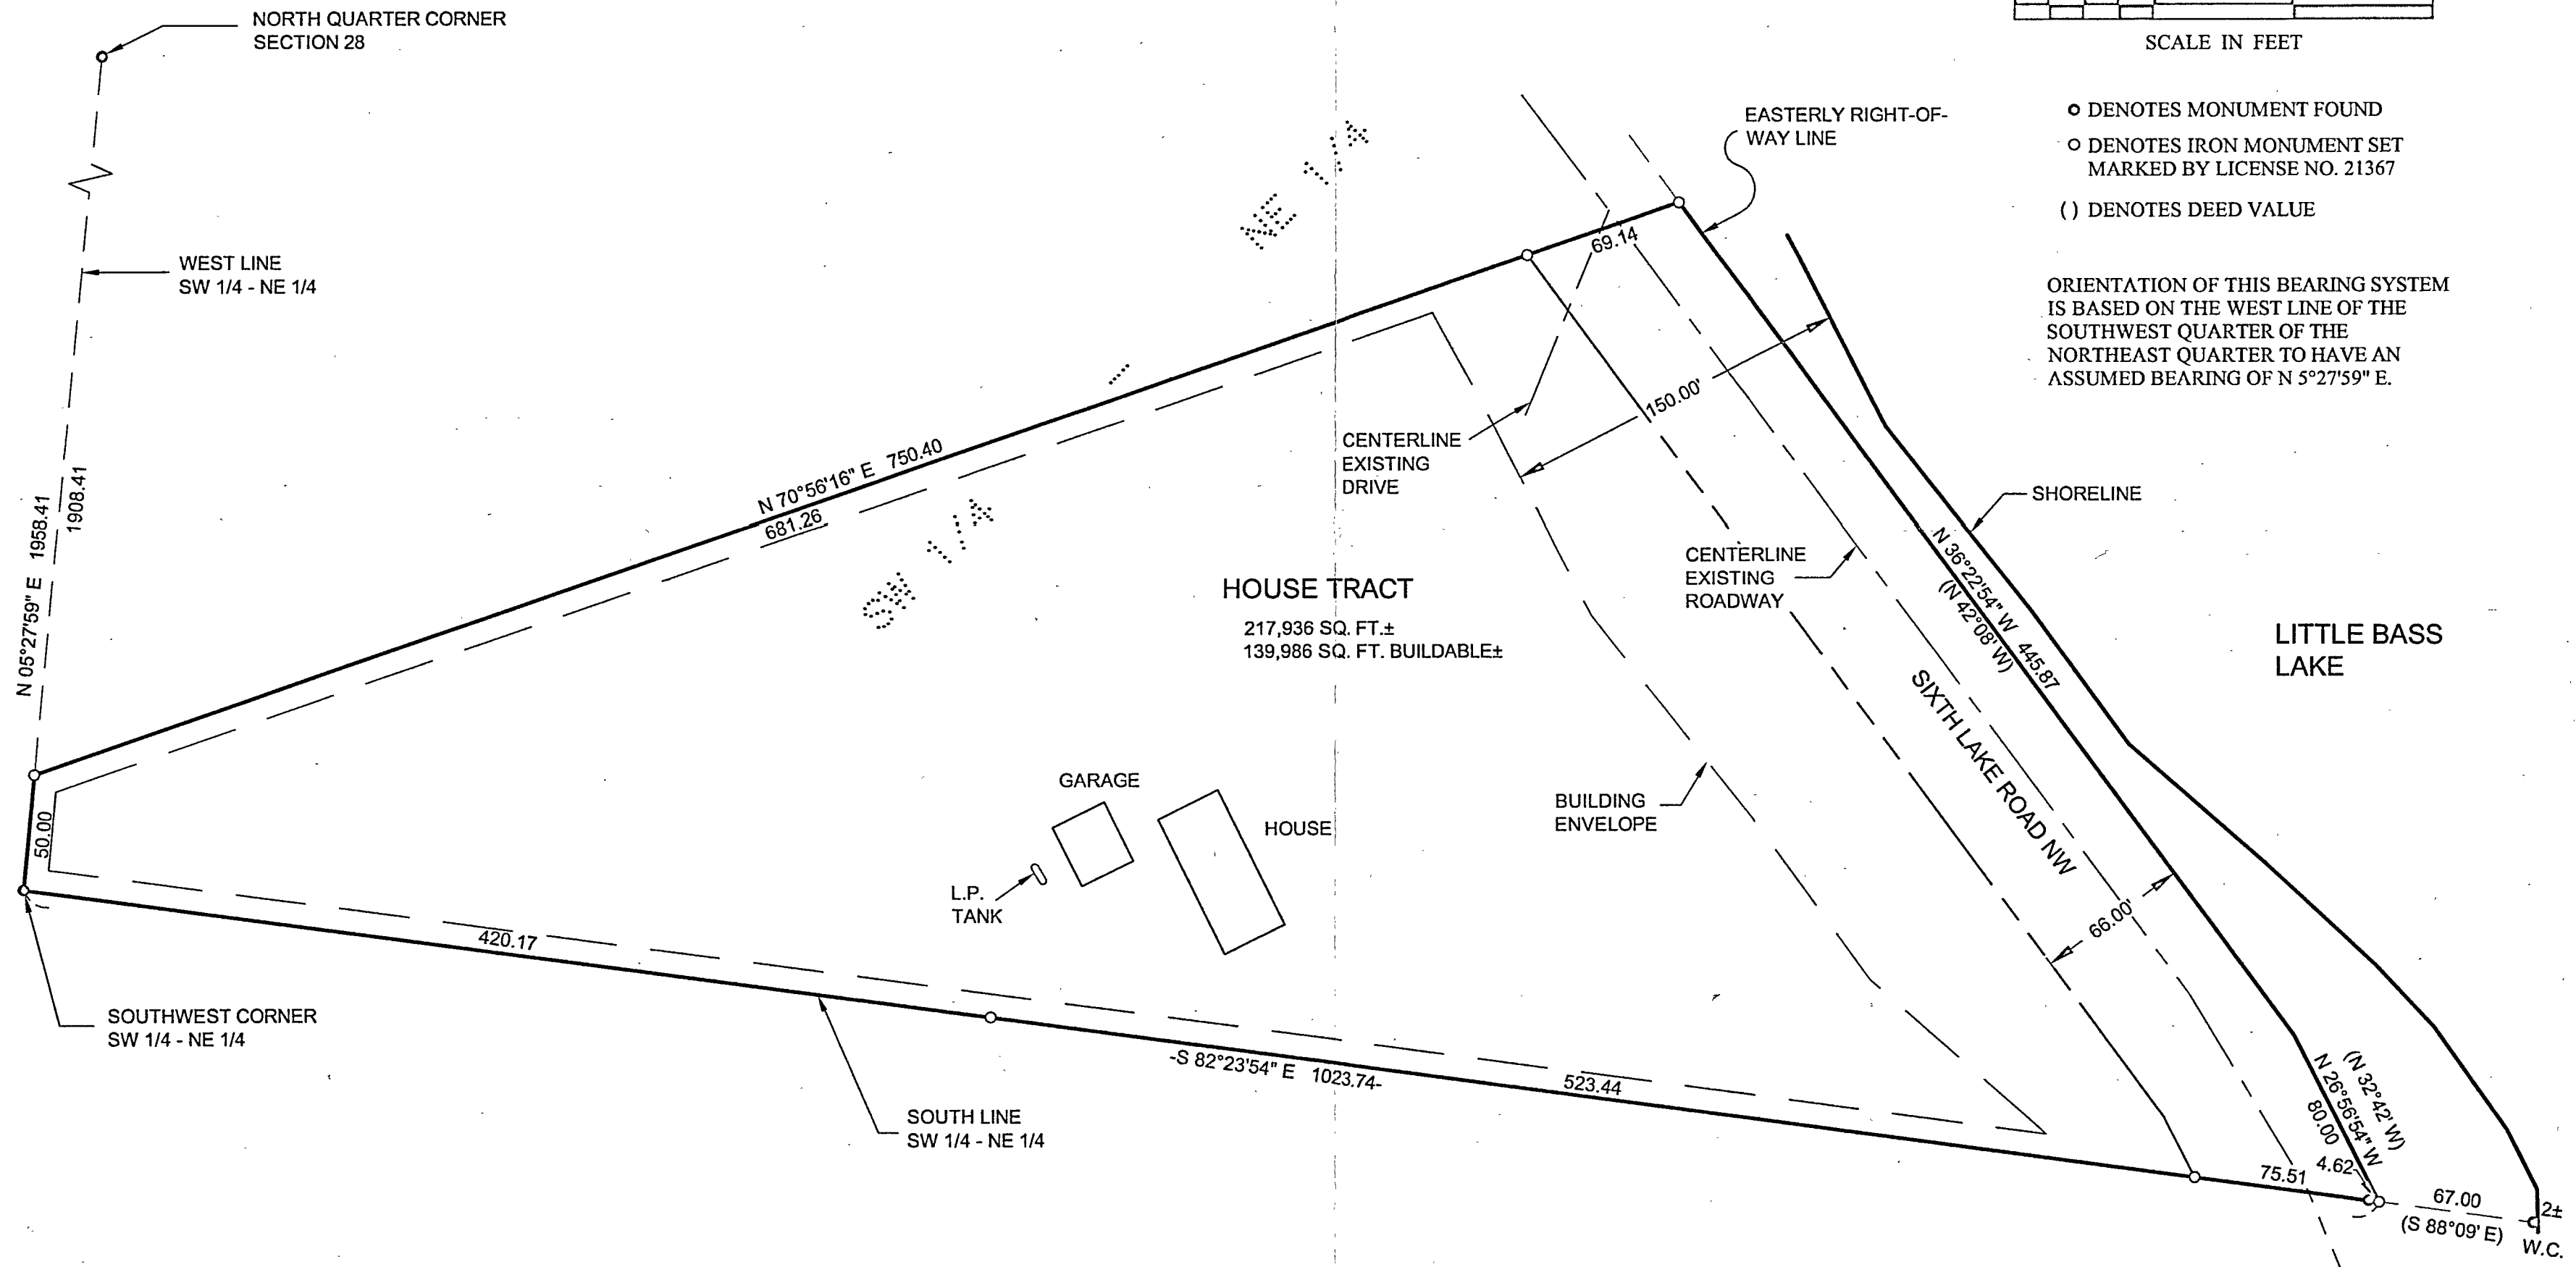 NORTH QUARTER CORNER
SECTION 28
SCALE IN FEET
DENOTES MONUMENT FOUND
DENOTES IRON MONUMENT SET
MARKED BY LICENSE NO. 21367
( ) DENOTES DEED VALUE
ORIENTATION OF THIS BEARING SYSTEM
IS BASED ON THE WEST LINE OF THE
SOUTHWEST QUARTER OF THE
NORTHEAST QUARTER TO HAVE AN
ASSUMED BEARING OF N 5°27'59" E.
EASTERLY RIGHT-OF-
WAY LINE
NE 1/4
WEST LINE
SW 1/4 - NE 1/4
69.14
150.00'
CENTERLINE
EXISTING
DRIVE
N 70°56'16" E 750.40
681.26
SW 1/4
N 05°27'59" E 1958.41
1908.41
SHORELINE
N 36°22'54" W 445.87
(N 42°08' W)
CENTERLINE
EXISTING
ROADWAY
HOUSE TRACT
217,936 SQ. FT.±
139,986 SQ. FT. BUILDABLE±
LITTLE BASS
LAKE
SIXTH LAKE ROAD NW
GARAGE
HOUSE
BUILDING
ENVELOPE
50.00
L.P.
TANK
66.00'
420.17
SOUTHWEST CORNER
SW 1/4 - NE 1/4
-S 82°23'54" E 1023.74-
523.44
SOUTH LINE
SW 1/4 - NE 1/4
(N 32°42' W)
N 26°56'54" W
80.00
4.62
75.51
67.00
(S 88°09' E)
2±
W.C.